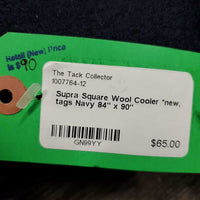 Retail (New) Price
is $90
The Tack Collector
1007764-12
Supra Square Wool Cooler *new,
tags Navy 84" x 90"
GN99YY
$65.00